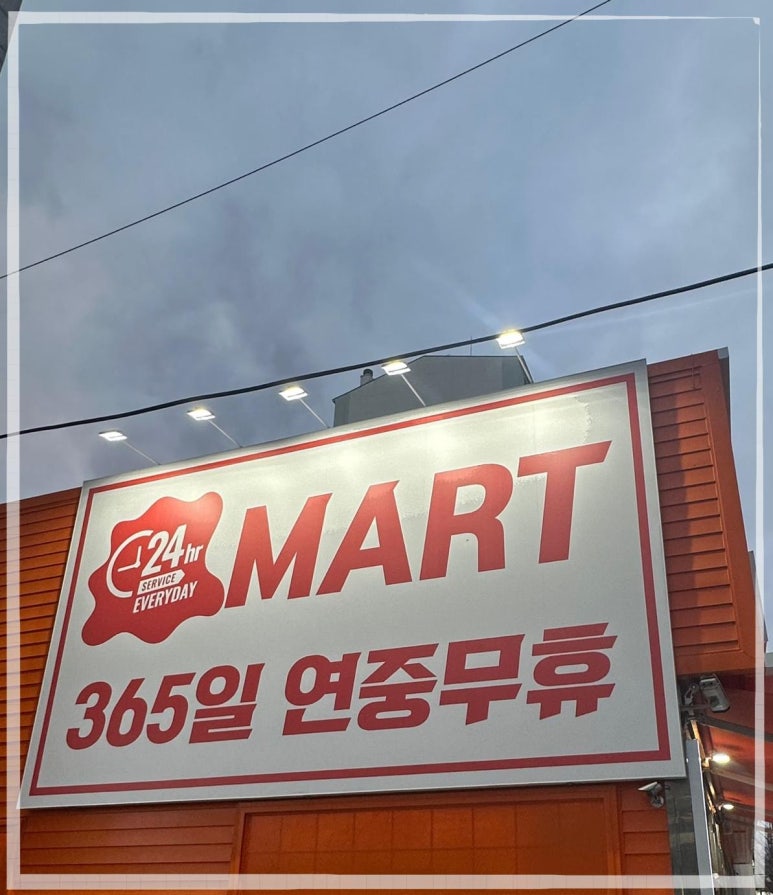 24hr
SERVICE
EVERYDAY
MART
365일 연중무휴